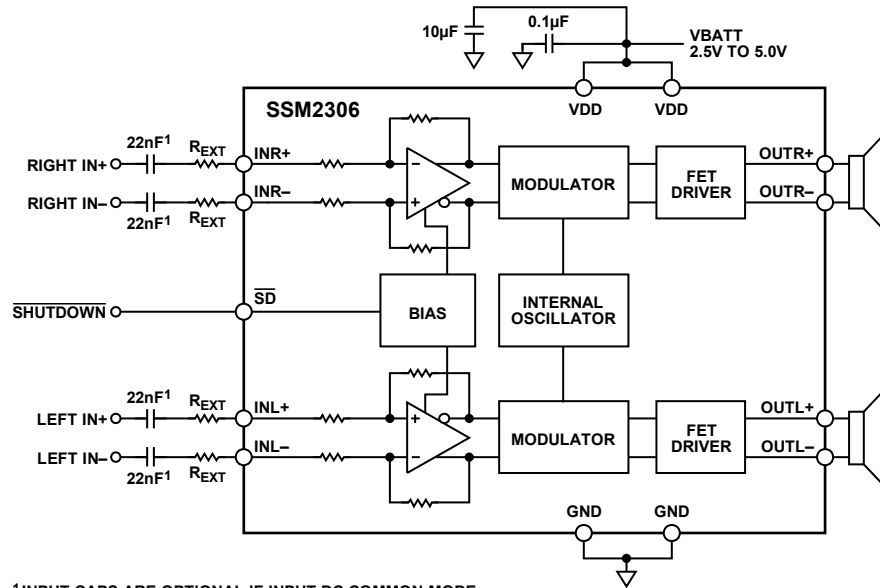 10µF
0.1µF
VBATT
2.5V TO 5.0V
VDD
VDD
SSM2306
22nF¹
REXT
RIGHT IN+
INR+
RIGHT IN–
INR–
22nF¹
REXT
–
+
MODULATOR
FET
DRIVER
OUTR+
OUTR–
SHUTDOWN
SD
BIAS
INTERNAL
OSCILLATOR
22nF¹
REXT
LEFT IN+
INL+
LEFT IN–
INL–
22nF¹
REXT
+
–
MODULATOR
FET
DRIVER
OUTL+
OUTL–
GND
GND
¹INPUT CAPS ARE OPTIONAL IF INPUT DC COMMON-MODE